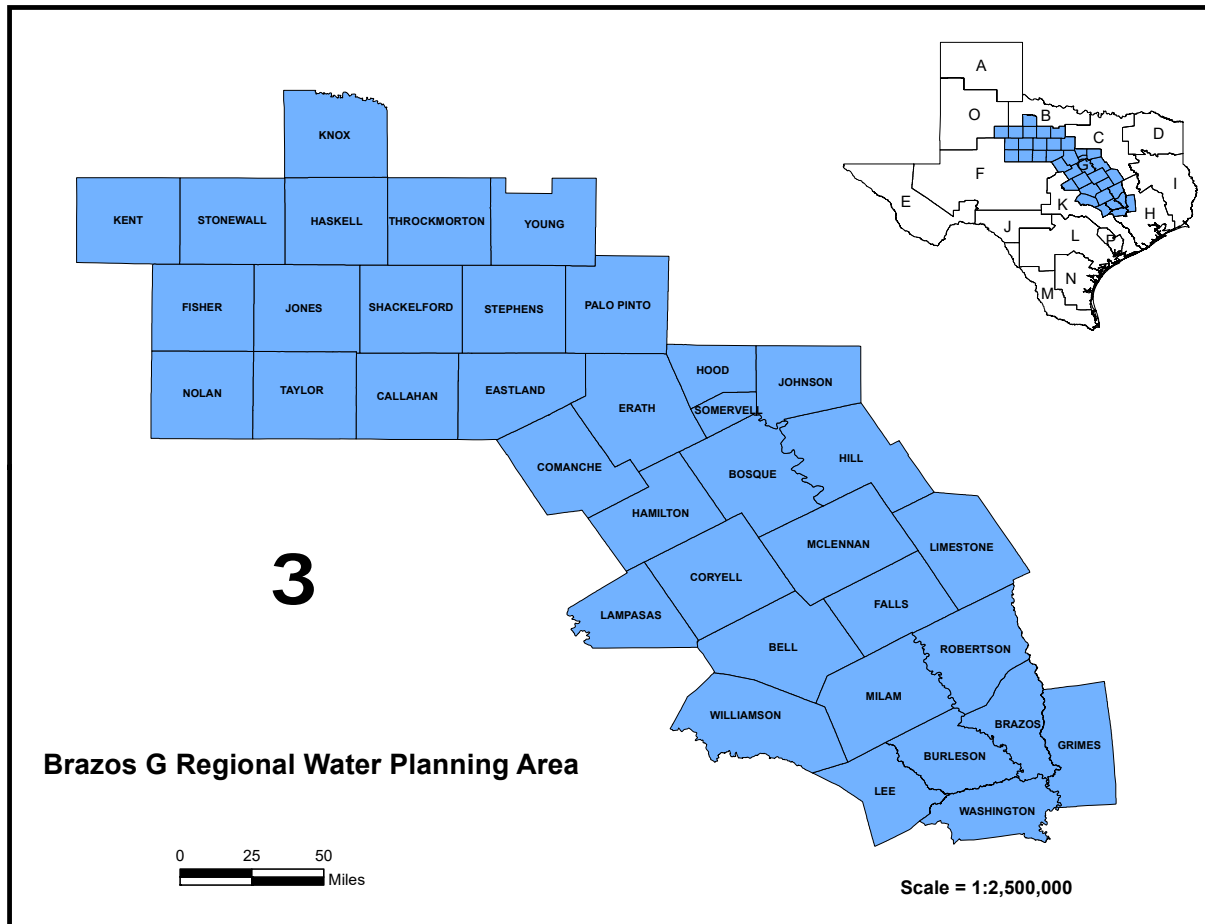 KNOX
KENT
STONEWALL
HASKELL
THROCKMORTON
YOUNG
FISHER
JONES
SHACKELFORD
STEPHENS
PALO PINTO
NOLAN
TAYLOR
CALLAHAN
EASTLAND
ERATH
HOOD
JOHNSON
SOMERVELL
COMANCHE
BOSQUE
HILL
HAMILTON
MCLENNAN
LIMESTONE
CORYELL
FALLS
LAMPASAS
BELL
ROBERTSON
MILAM
WILLIAMSON
BRAZOS
GRIMES
BURLESON
LEE
WASHINGTON
A
O
B
C
D
G
F
E
I
K
H
J
L
P
N
M
3
Brazos G Regional Water Planning Area
0 25 50
Miles
Scale = 1:2,500,000